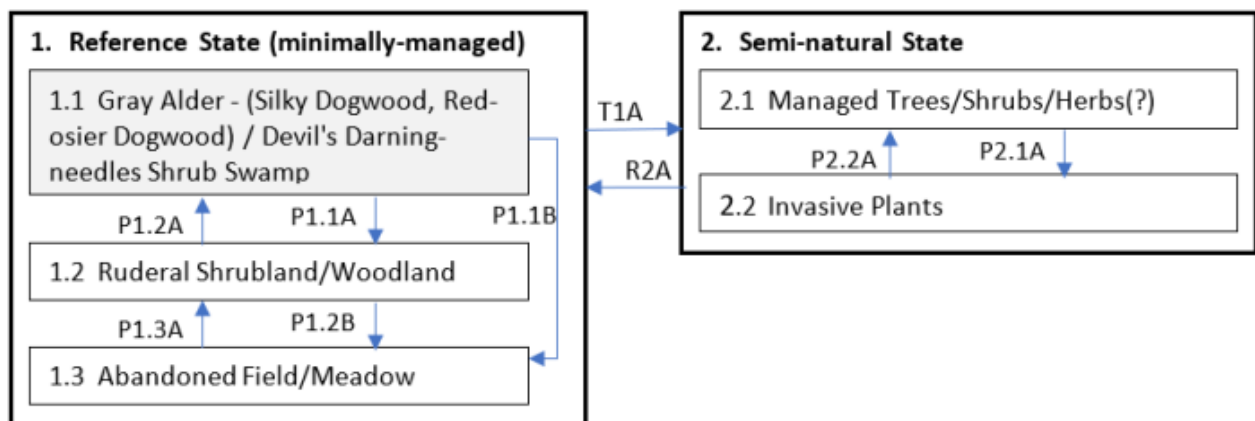 1. Reference State (minimally-managed)
1.1 Gray Alder - (Silky Dogwood, Red-
osier Dogwood) / Devil's Darning-
needles Shrub Swamp
P1.2A
P1.1A
P1.1B
1.2 Ruderal Shrubland/Woodland
P1.3A
P1.2B
1.3 Abandoned Field/Meadow
T1A
R2A
2. Semi-natural State
2.1 Managed Trees/Shrubs/Herbs(?)
P2.2A
P2.1A
2.2 Invasive Plants